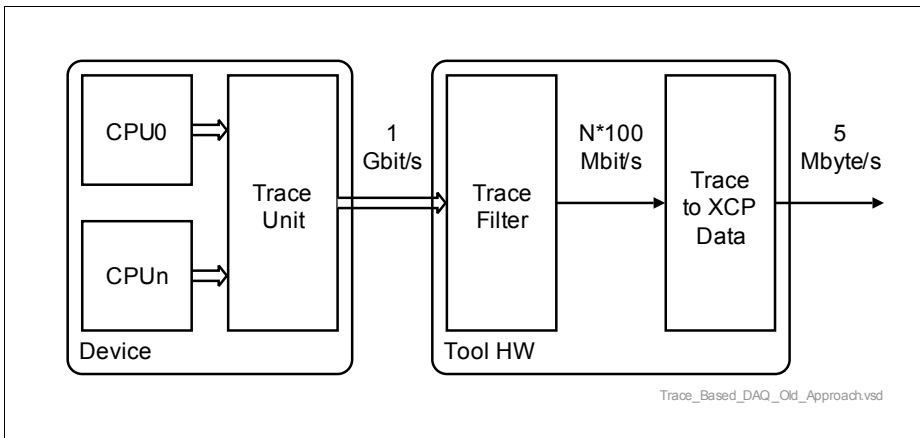 CPU0
CPUn
Trace
Unit
Device
1
Gbit/s
Trace
Filter
Tool HW
N*100
Mbit/s
Trace
to XCP
Data
5
Mbyte/s
Trace_Based_DAQ_Old_Approach.vsd